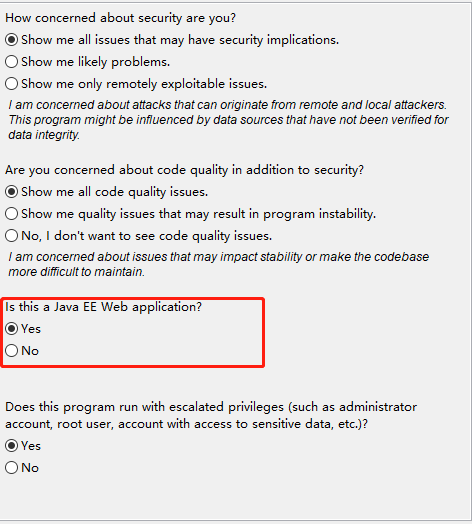 How concerned about security are you?
Show me all issues that may have security implications.
Show me likely problems.
Show me only remotely exploitable issues.
I am concerned about attacks that can originate from remote and local attackers.
This program might be influenced by data sources that have not been verified for
data integrity.
Are you concerned about code quality in addition to security?
Show me all code quality issues.
Show me quality issues that may result in program instability.
No, I don't want to see code quality issues.
I am concerned about issues that may impact stability or make the codebase
more difficult to maintain.
Is this a Java EE Web application?
Yes
No
Does this program run with escalated privileges (such as administrator
account, root user, account with access to sensitive data, etc.)?
Yes
No